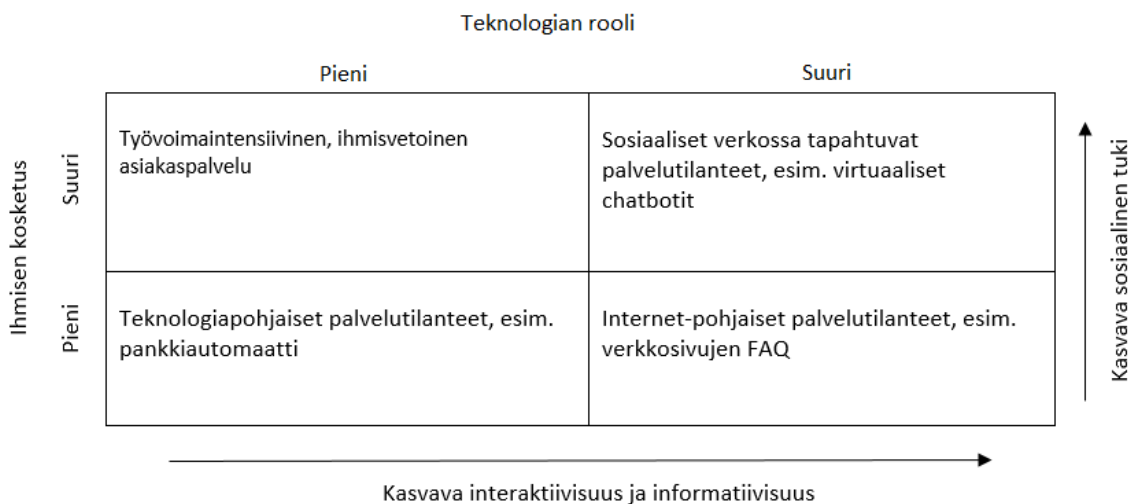 Teknologian rooli
Pieni
Suuri
Ihmisen kosketus
Suuri
Työvoimaintensiivinen, ihmisvetoinen
asiakaspalvelu
Sosiaaliset verkossa tapahtuvat
palvelutilanteet, esim. virtuaaliset
chatbotit
Pieni
Teknologiapohjaiset palvelutilanteet, esim.
pankkiautomaatti
Internet-pohjaiset palvelutilanteet, esim.
verkkosivujen FAQ
Kasvava sosiaalinen tuki
Kasvava interaktiivisuus ja informatiivisuus